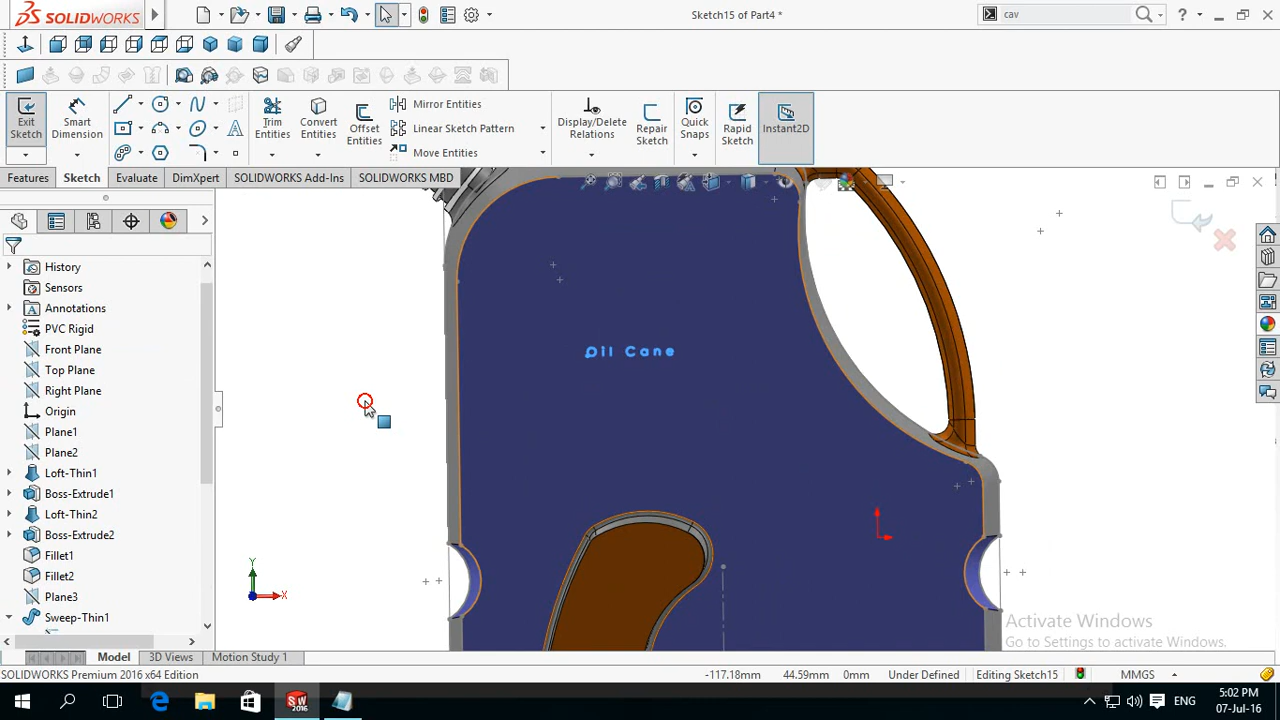 SOLIDWORKS
Sketch15 of Part4 *
cav
Exit Sketch
Smart Dimension
Trim Entities
Convert Entities
Offset Entities
Mirror Entities
Linear Sketch Pattern
Move Entities
Display/Delete Relations
Repair Sketch
Quick Snaps
Rapid Sketch
Instant2D
Features
Sketch
Evaluate
DimXpert
SOLIDWORKS Add-Ins
SOLIDWORKS MBD
History
Sensors
Annotations
PVC Rigid
Front Plane
Top Plane
Right Plane
Origin
Plane1
Plane2
Loft-Thin1
Boss-Extrude1
Loft-Thin2
Boss-Extrude2
Fillet1
Fillet2
Plane3
Sweep-Thin1
Oil Cane
Y
X
Activate Windows
Go to Settings to activate Windows.
Model
3D Views
Motion Study 1
SOLIDWORKS Premium 2016 x64 Edition
-117.18mm
44.59mm
0mm
Under Defined
Editing Sketch15
MMGS
SW
2016
ENG
5:02 PM
07-Jul-16